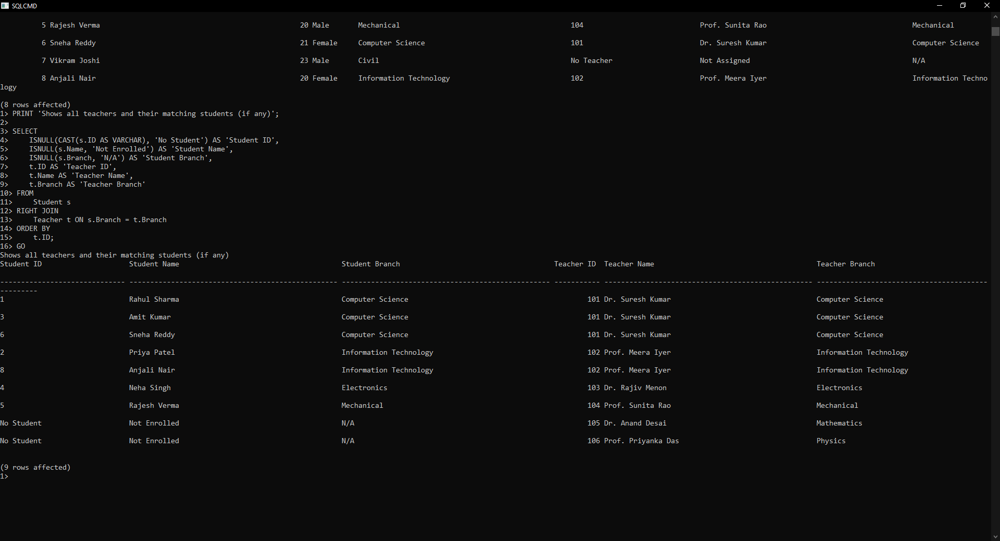 SQLCMD
5 Rajesh Verma 20 Male Mechanical 104 Prof. Sunita Rao Mechanical
6 Sneha Reddy 21 Female Computer Science 101 Dr. Suresh Kumar Computer Science
7 Vikram Joshi 23 Male Civil No Teacher Not Assigned N/A
8 Anjali Nair 20 Female Information Technology 102 Prof. Meera Iyer Information Techno
logy
(8 rows affected)
1> PRINT 'Shows all teachers and their matching students (if any)';
2>
3> SELECT
4>     ISNULL(CAST(s.ID AS VARCHAR), 'No Student') AS 'Student ID',
5>     ISNULL(s.Name, 'Not Enrolled') AS 'Student Name',
6>     ISNULL(s.Branch, 'N/A') AS 'Student Branch',
7>     t.ID AS 'Teacher ID',
8>     t.Name AS 'Teacher Name',
9>     t.Branch AS 'Teacher Branch'
10> FROM
11>     Student s
12> RIGHT JOIN
13>     Teacher t ON s.Branch = t.Branch
14> ORDER BY
15>     t.ID;
16> GO
Shows all teachers and their matching students (if any)
Student ID Student Name Student Branch Teacher ID Teacher Name Teacher Branch
------------------------------ -------------------------------------------------- -------------------------------------------------- ----------- -------------------------------------------------- -----------------------------------------
---------
1 Rahul Sharma Computer Science 101 Dr. Suresh Kumar Computer Science
3 Amit Kumar Computer Science 101 Dr. Suresh Kumar Computer Science
6 Sneha Reddy Computer Science 101 Dr. Suresh Kumar Computer Science
2 Priya Patel Information Technology 102 Prof. Meera Iyer Information Technology
8 Anjali Nair Information Technology 102 Prof. Meera Iyer Information Technology
4 Neha Singh Electronics 103 Dr. Rajiv Menon Electronics
5 Rajesh Verma Mechanical 104 Prof. Sunita Rao Mechanical
No Student Not Enrolled N/A 105 Dr. Anand Desai Mathematics
No Student Not Enrolled N/A 106 Prof. Priyanka Das Physics
(9 rows affected)
1>